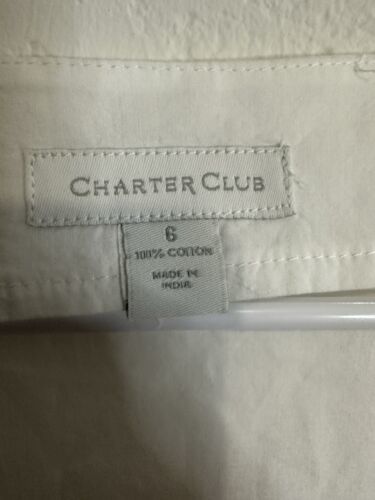 CHARTER CLUB
6
100% COTTON
MADE IN
INDIA